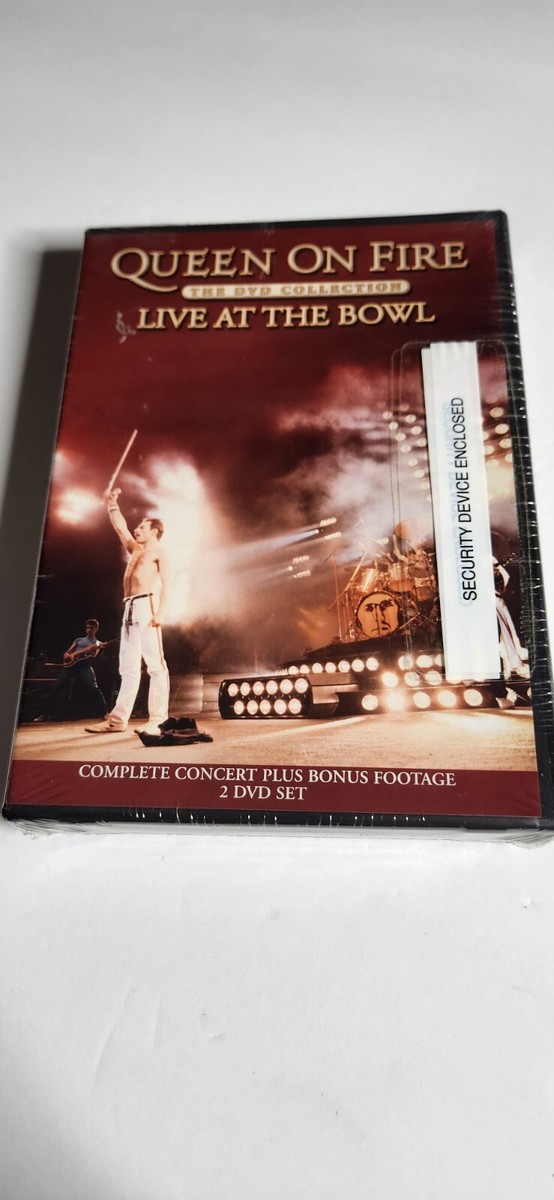 QUEEN ON FIRE
THE DVD COLLECTION
LIVE AT THE BOWL
SECURITY DEVICE ENCLOSED
COMPLETE CONCERT PLUS BONUS FOOTAGE
2 DVD SET